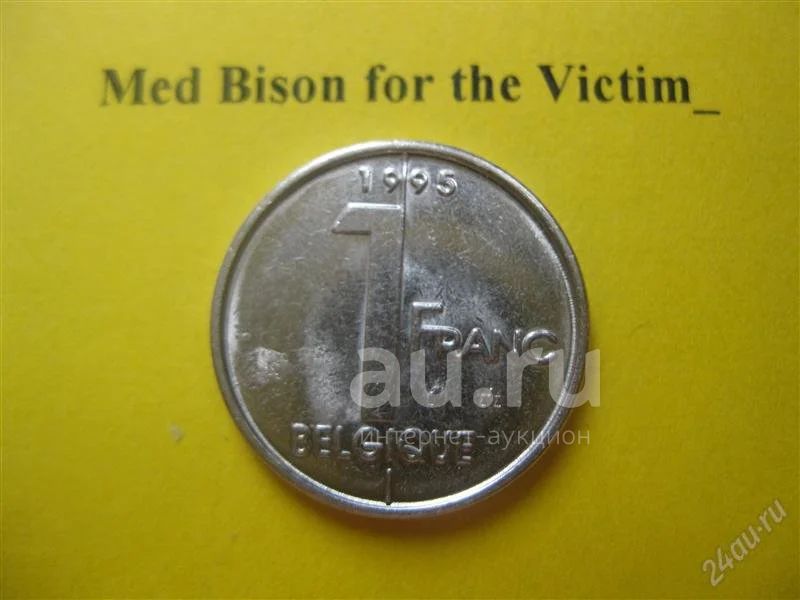 Med Bison for the Victim_
1995
1
FRANC
au.ru
интернет-аукцион
BELGIQUE
24au.ru